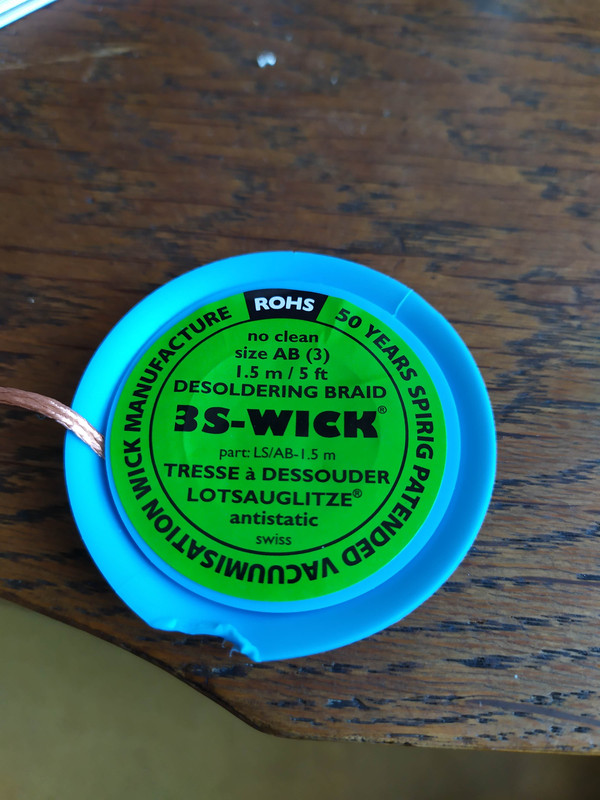 ROHS
50 YEARS SPIRIG PATENDED VACUUMISATION WICK MANUFACTURE
no clean
size AB (3)
1.5 m / 5 ft
DESOLDERING BRAID
3S-WICK®
part: LS/AB-1.5 m
TRESSE à DESSOUDER
LOTSAUGLITZE®
antistatic
swiss